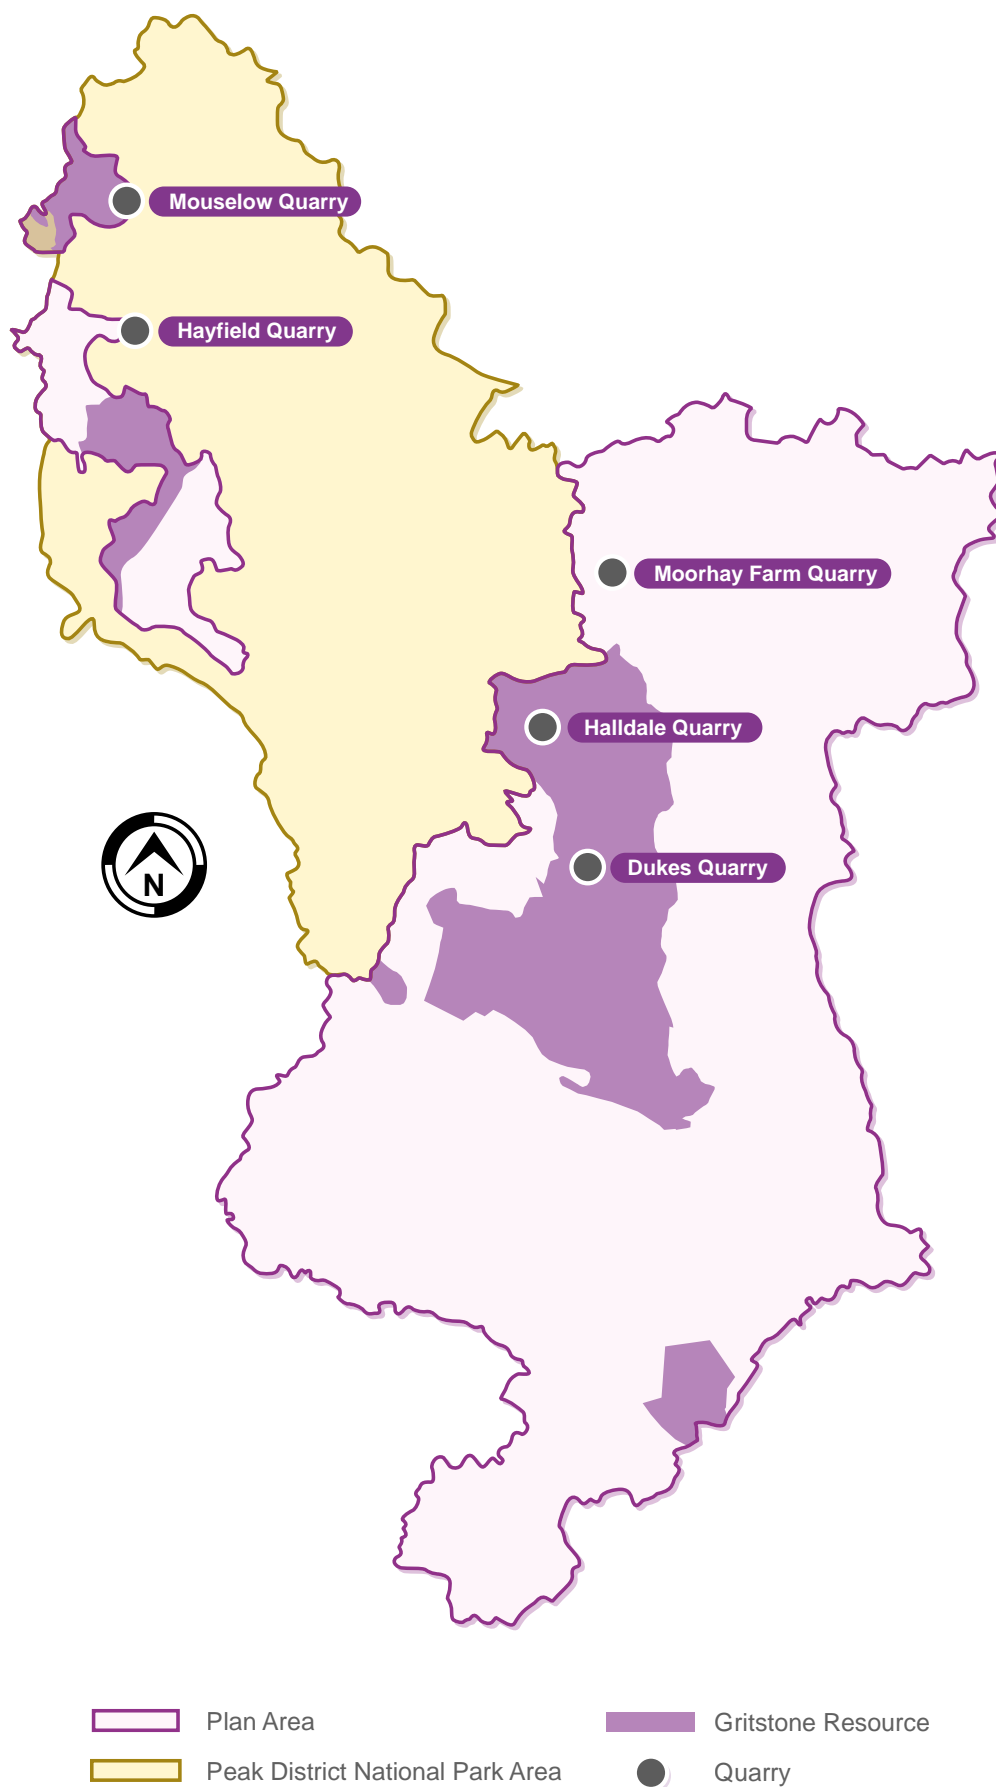 Mouselow Quarry
Hayfield Quarry
Moorhay Farm Quarry
Halldale Quarry
Dukes Quarry
N
Plan Area
Gritstone Resource
Peak District National Park Area
Quarry